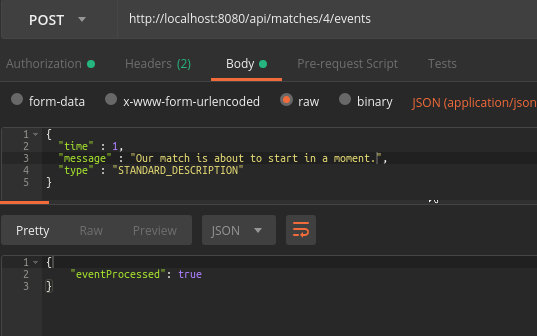 POST http://localhost:8080/api/matches/4/events
Authorization Headers (2) Body Pre-request Script Tests
form-data x-www-form-urlencoded raw binary JSON (application/json
1 {
2 "time" : 1,
3 "message" : "Our match is about to start in a moment.",
4 "type" : "STANDARD_DESCRIPTION"
5 }
Pretty Raw Preview JSON
1 {
2 "eventProcessed": true
3 }